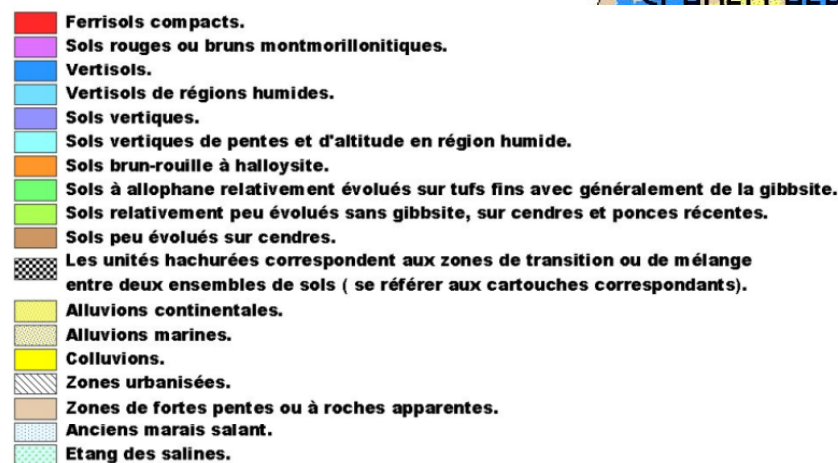 Ferrisols compacts.
Sols rouges ou bruns montmorillonitiques.
Vertisols.
Vertisols de régions humides.
Sols vertiques.
Sols vertiques de pentes et d'altitude en région humide.
Sols brun-rouille à halloysite.
Sols à allophane relativement évolués sur tufs fins avec généralement de la gibbsite.
Sols relativement peu évolués sans gibbsite, sur cendres et ponces récentes.
Sols peu évolués sur cendres.
Les unités hachurées correspondent aux zones de transition ou de mélange
entre deux ensembles de sols ( se référer aux cartouches correspondants).
Alluvions continentales.
Alluvions marines.
Colluvions.
Zones urbanisées.
Zones de fortes pentes ou à roches apparentes.
Anciens marais salant.
Etang des salines.